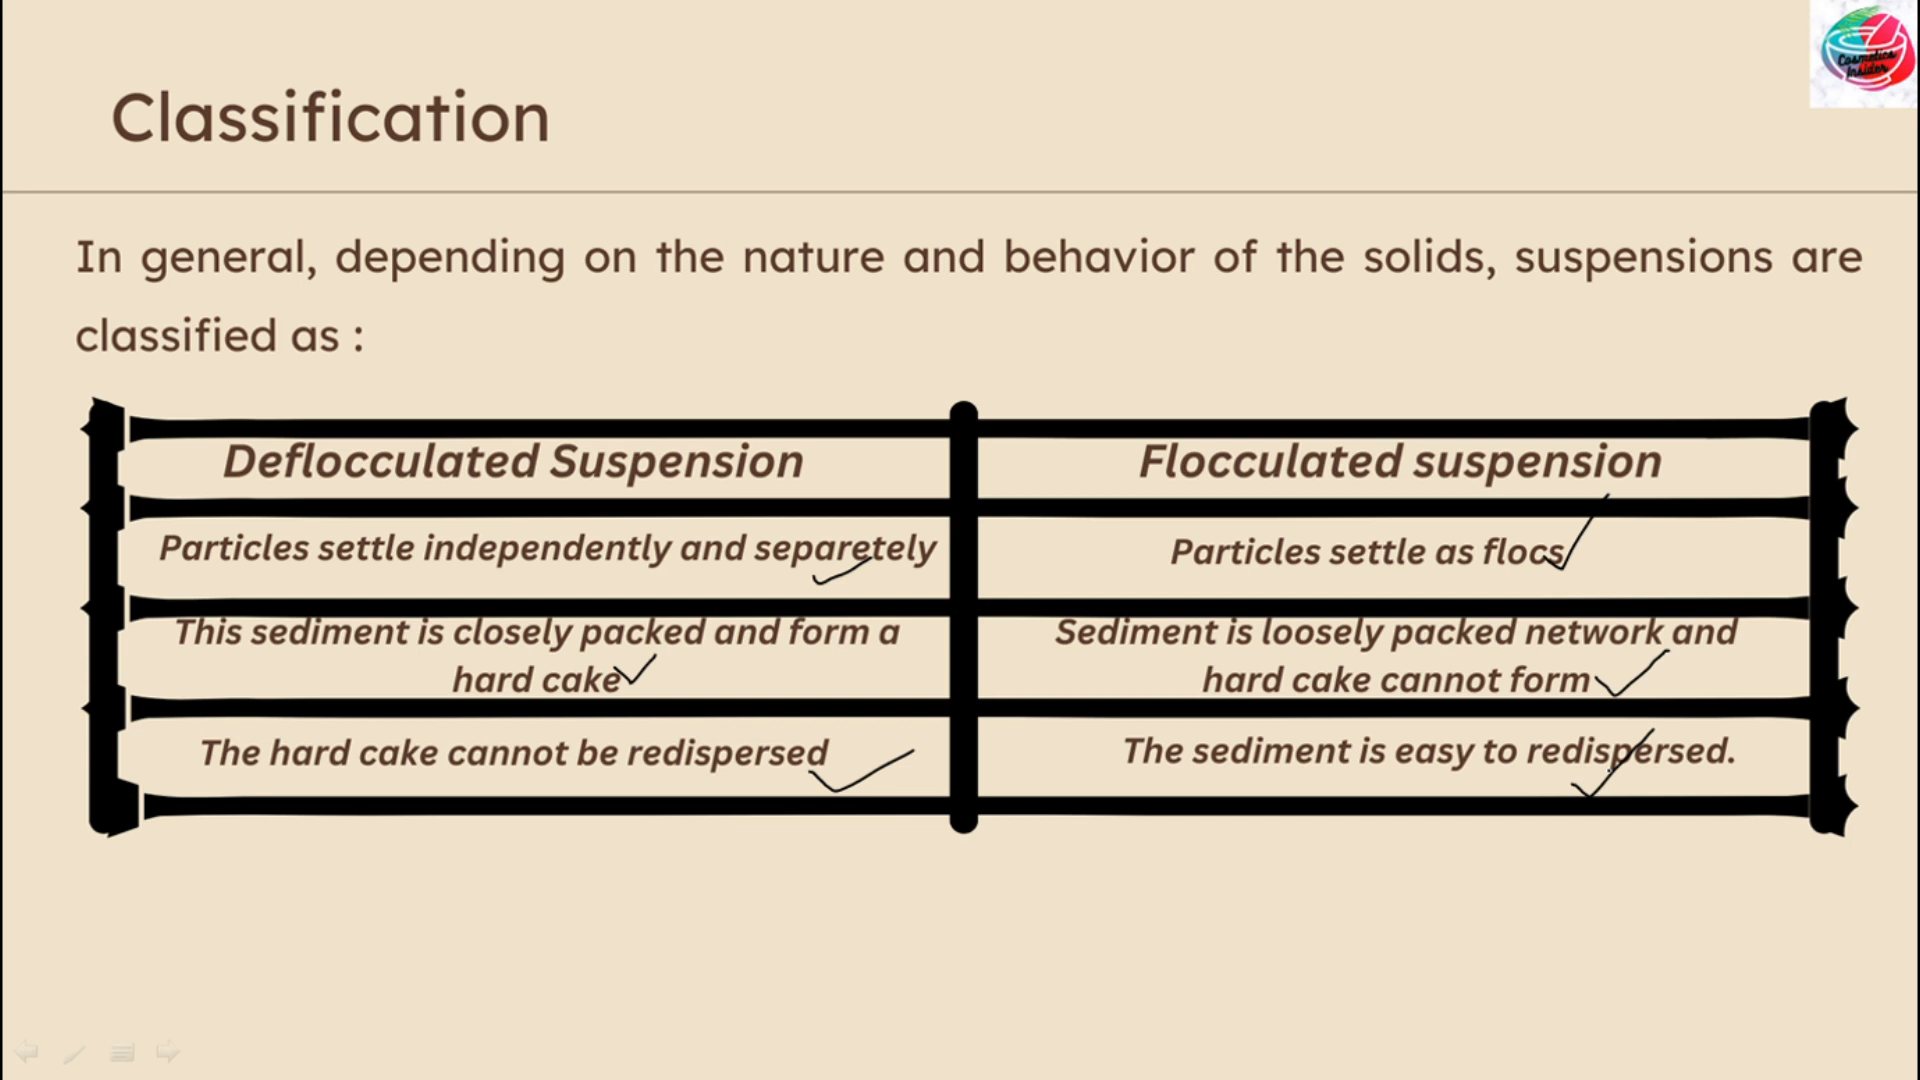 Cosmetics
Insider
Classification
In general, depending on the nature and behavior of the solids, suspensions are
classified as :
Deflocculated Suspension
Flocculated suspension
Particles settle independently and separetely
Particles settle as flocs
This sediment is closely packed and form a
hard cake
Sediment is loosely packed network and
hard cake cannot form
The hard cake cannot be redispersed
The sediment is easy to redispersed.